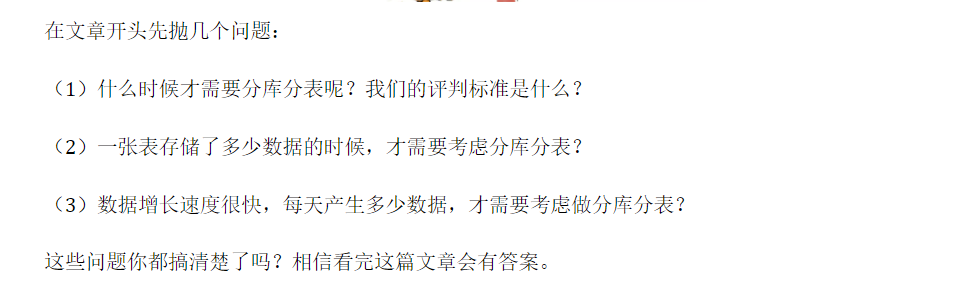 在文章开头先抛几个问题：
（1）什么时候才需要分库分表呢？我们的评判标准是什么？
（2）一张表存储了多少数据的时候，才需要考虑分库分表？
（3）数据增长速度很快，每天产生多少数据，才需要考虑做分库分表？
这些问题你都搞清楚了吗？相信看完这篇文章会有答案。